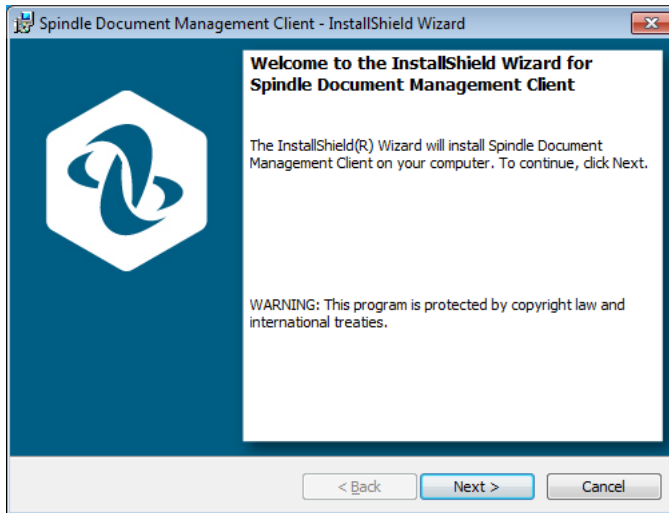 Spindle Document Management Client - InstallShield Wizard
Welcome to the InstallShield Wizard for
Spindle Document Management Client
The InstallShield(R) Wizard will install Spindle Document
Management Client on your computer. To continue, click Next.
WARNING: This program is protected by copyright law and
international treaties.
< Back
Next >
Cancel